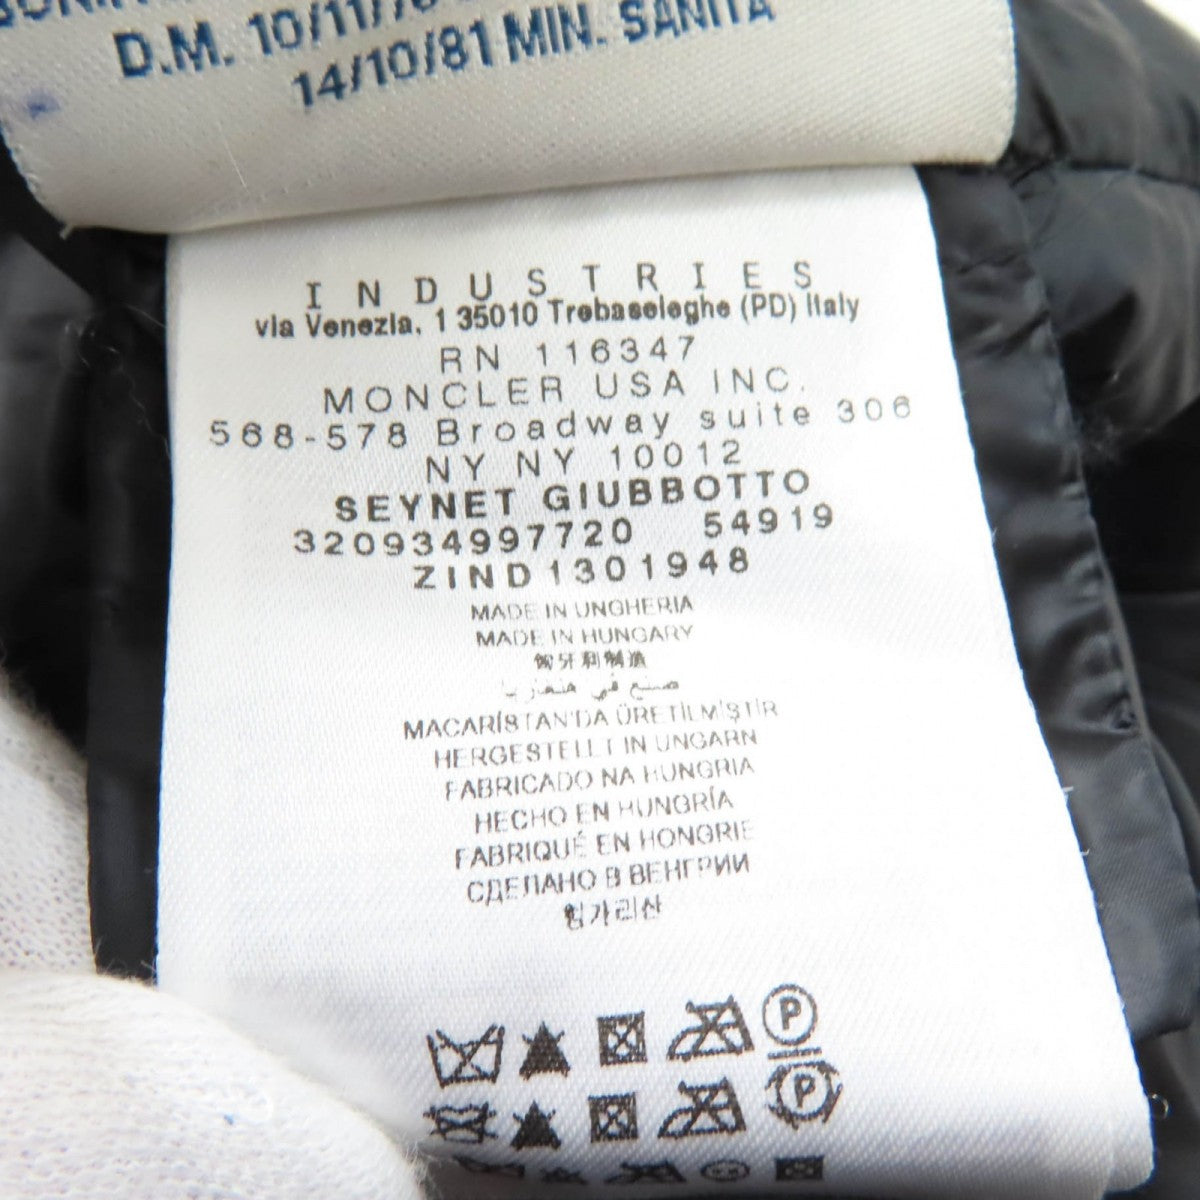 D.M. 10/11/76
14/10/81 MIN. SANITA'
INDUSTRIES
via Venezia, 1 35010 Trebaseleghe (PD) Italy
RN 116347
MONCLER USA INC.
568-578 Broadway suite 306
NY NY 10012
SEYNET GIUBBOTTO
320934997720 54919
ZIND1301948
MADE IN UNGHERIA
MADE IN HUNGARY
匈牙利制造
صنع في هنغاريا
MACARİSTAN'DA ÜRETİLMİŞTİR
HERGESTELLT IN UNGARN
FABRICADO NA HUNGRIA
HECHO EN HUNGRÍA
FABRIQUÉ EN HONGRIE
СДЕЛАНО В ВЕНГРИИ
헝가리산
P
P